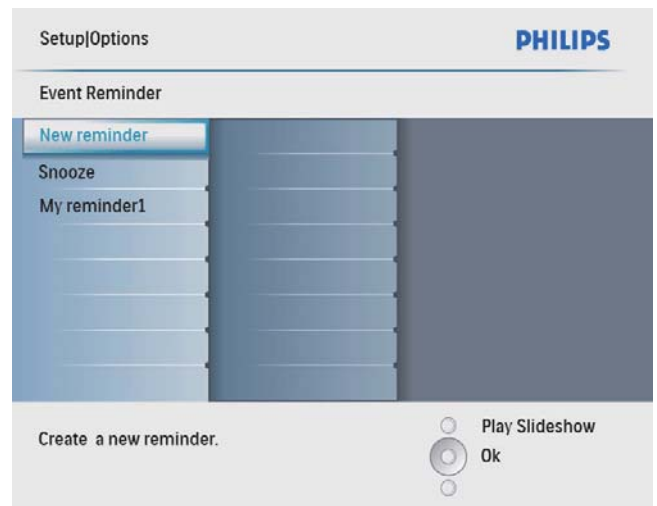 Setup|Options
PHILIPS
Event Reminder
New reminder
Snooze
My reminder1
Create a new reminder.
Play Slideshow
Ok